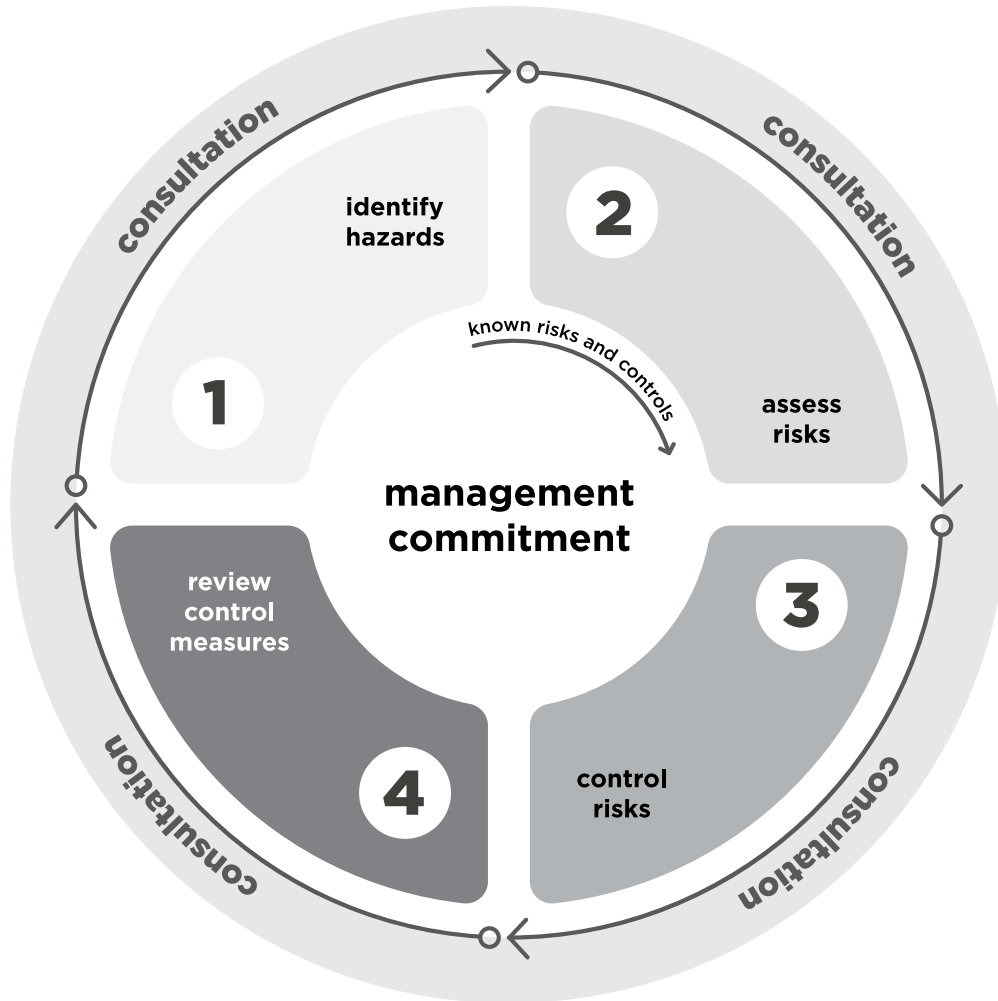 consultation
consultation
identify
hazards
1
2
assess
risks
known risks and controls
management
commitment
3
control
risks
review
control
measures
4
consultation
consultation